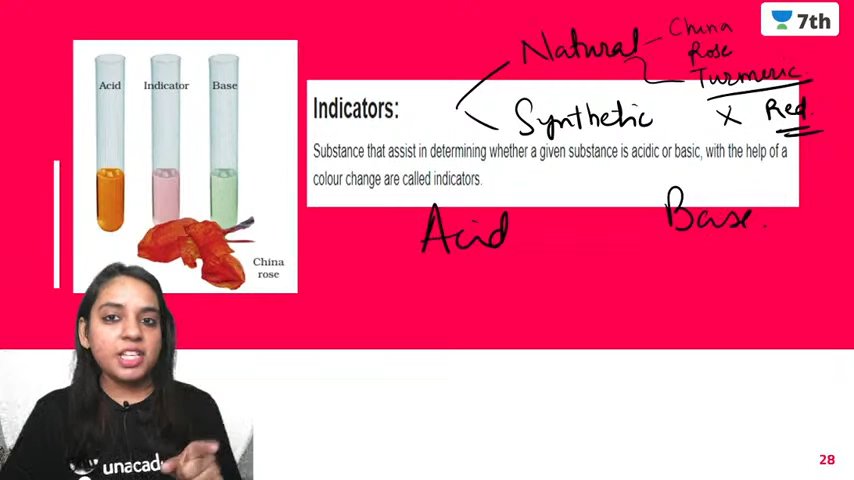 7th
Natural
China
Rose
Turmeric
Synthetic
X Red.
Acid Indicator Base
Indicators:
Substance that assist in determining whether a given substance is acidic or basic, with the help of a
colour change are called indicators.
Acid Base.
China
rose
unacad
28